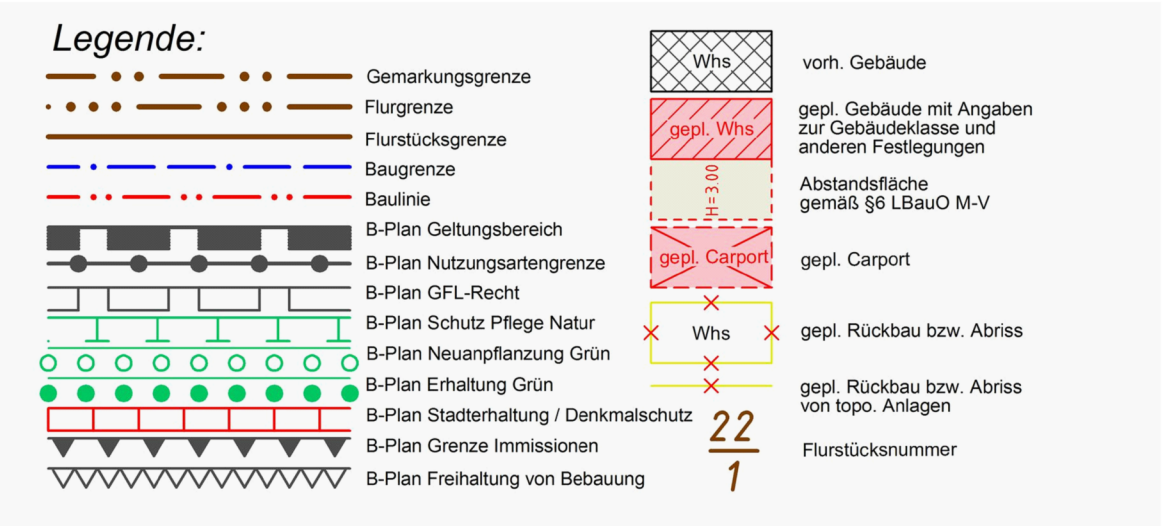 Legende:
Gemarkungsgrenze
Flurgrenze
Flurstücksgrenze
Baugrenze
Baulinie
B-Plan Geltungsbereich
B-Plan Nutzungsartengrenze
B-Plan GFL-Recht
B-Plan Schutz Pflege Natur
B-Plan Neuanpflanzung Grün
B-Plan Erhaltung Grün
B-Plan Stadterhaltung / Denkmalschutz
B-Plan Grenze Immissionen
B-Plan Freihaltung von Bebauung
Whs
vorh. Gebäude
gepl. Whs
gepl. Gebäude mit Angaben
zur Gebäudeklasse und
anderen Festlegungen
H=3.00
Abstandsfläche
gemäß §6 LBauO M-V
gepl. Carport
gepl. Carport
Whs
gepl. Rückbau bzw. Abriss
gepl. Rückbau bzw. Abriss
von topo. Anlagen
22
1
Flurstücksnummer